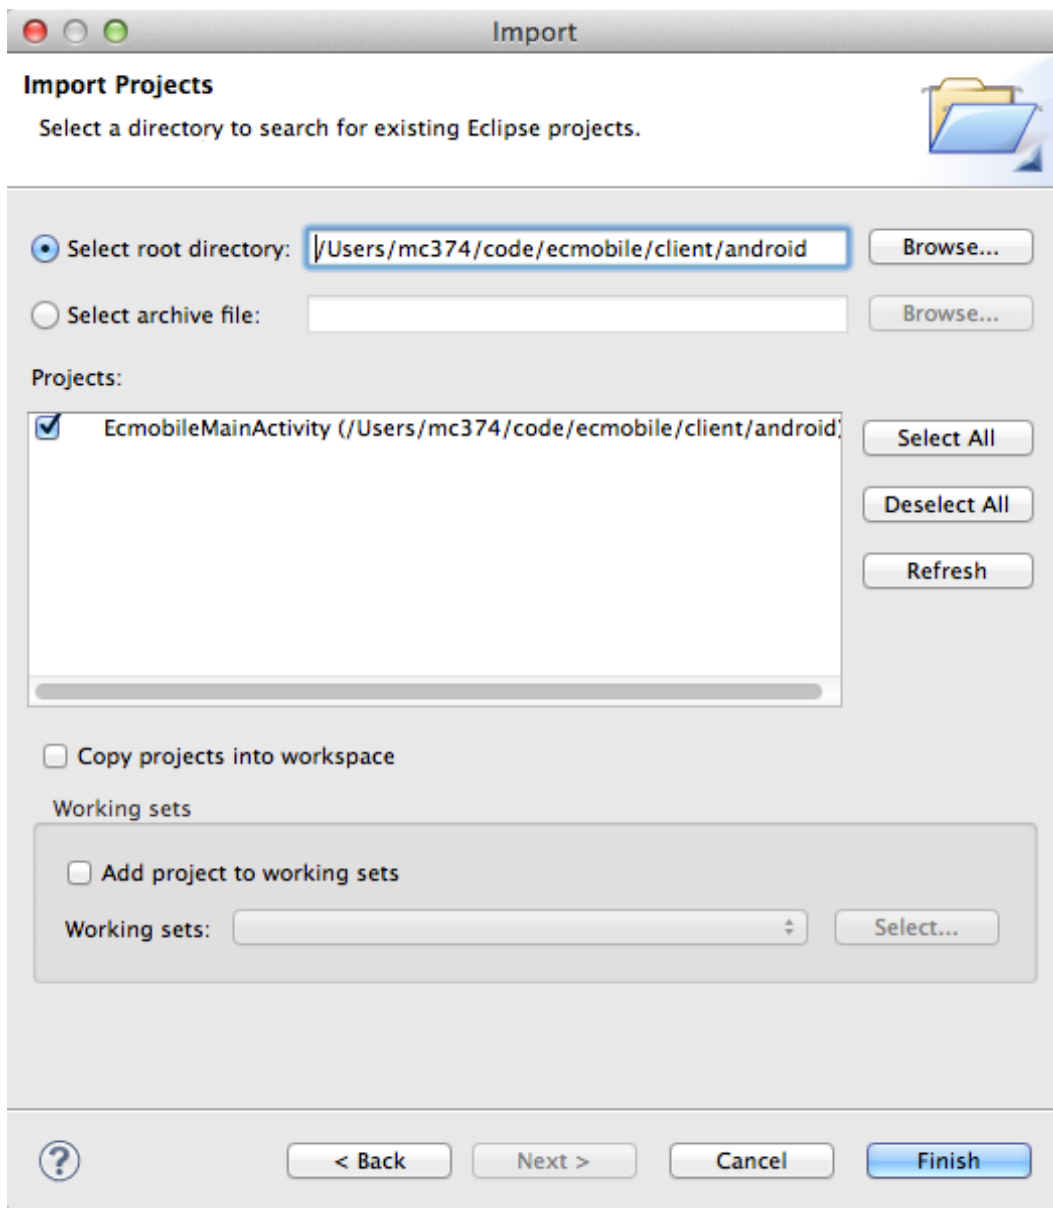 Import
Import Projects
Select a directory to search for existing Eclipse projects.
Select root directory: /Users/mc374/code/ecmobile/client/android Browse...
Select archive file: Browse...
Projects:
EcmobileMainActivity (/Users/mc374/code/ecmobile/client/android)
Select All
Deselect All
Refresh
Copy projects into workspace
Working sets
Add project to working sets
Working sets: Select...
? < Back Next > Cancel Finish